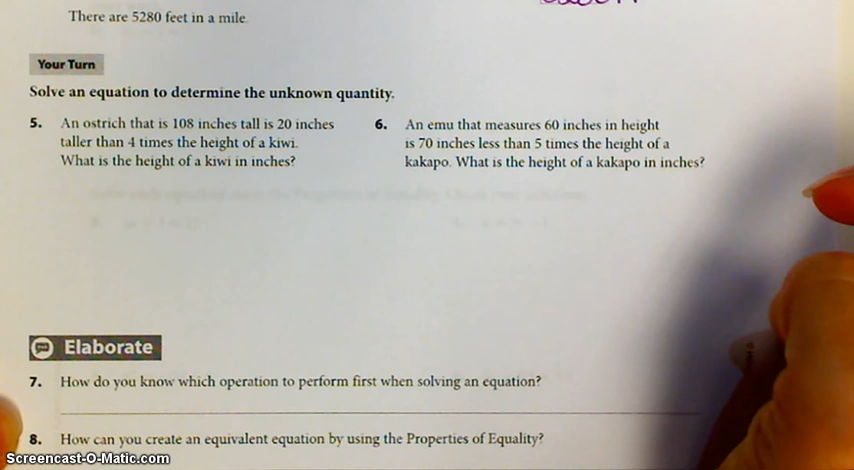 There are 5280 feet in a mile.
Your Turn
Solve an equation to determine the unknown quantity.
5. An ostrich that is 108 inches tall is 20 inches
taller than 4 times the height of a kiwi.
What is the height of a kiwi in inches?
6. An emu that measures 60 inches in height
is 70 inches less than 5 times the height of a
kakapo. What is the height of a kakapo in inches?
Elaborate
7. How do you know which operation to perform first when solving an equation?
8. How can you create an equivalent equation by using the Properties of Equality?
Screencast-O-Matic.com